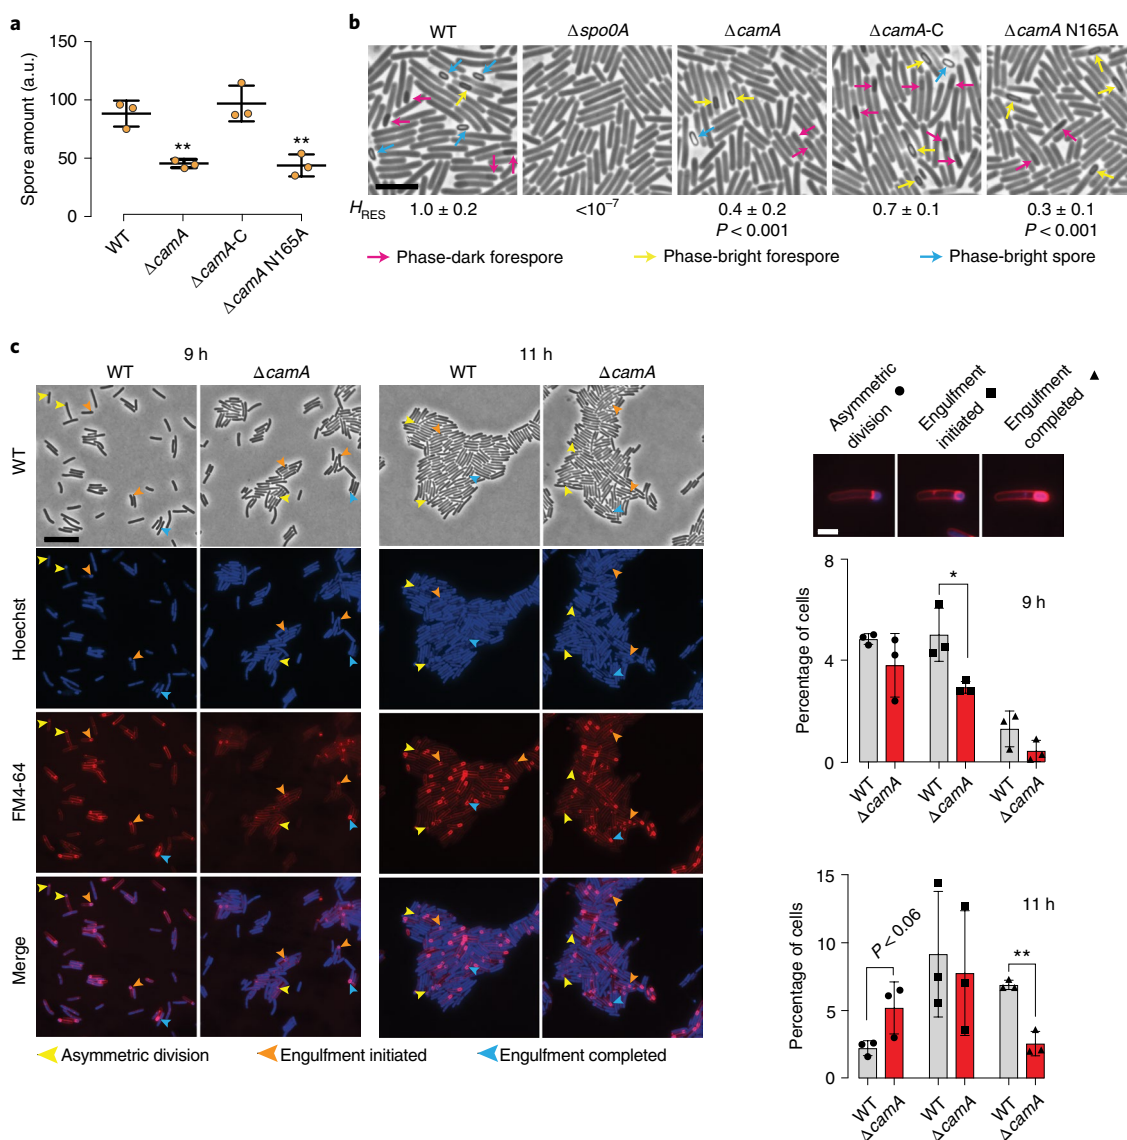 a
150
100
50
0
Spore amount (a.u.)
**
**
WT
ΔcamA
ΔcamA-C
ΔcamA N165A
b
WT
Δspo0A
ΔcamA
ΔcamA-C
ΔcamA N165A
H_RES
1.0 ± 0.2
<10⁻⁷
0.4 ± 0.2
0.7 ± 0.1
0.3 ± 0.1
P < 0.001
P < 0.001
Phase-dark forespore
Phase-bright forespore
Phase-bright spore
c
9 h
11 h
WT
ΔcamA
WT
ΔcamA
WT
Hoechst
FM4-64
Merge
Asymmetric division
Engulfment initiated
Engulfment completed
Asymmetric
division
Engulfment
initiated
Engulfment
completed
8
4
0
Percentage of cells
*
9 h
WT
ΔcamA
WT
ΔcamA
WT
ΔcamA
15
10
5
0
Percentage of cells
P < 0.06
**
11 h
WT
ΔcamA
WT
ΔcamA
WT
ΔcamA